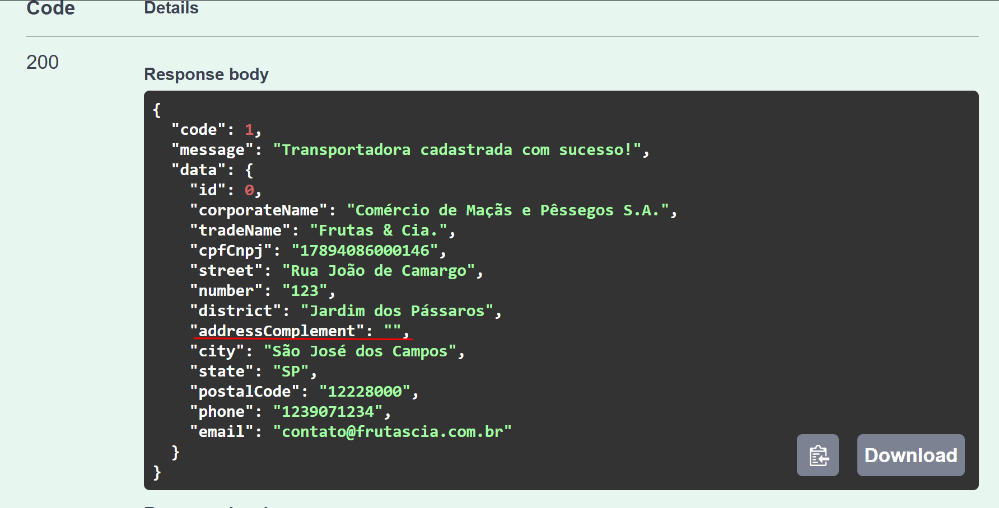 Code Details
200
Response body
{
"code": 1,
"message": "Transportadora cadastrada com sucesso!",
"data": {
"id": 0,
"corporateName": "Comércio de Maçãs e Pêssegos S.A.",
"tradeName": "Frutas & Cia.",
"cpfCnpj": "17894086000146",
"street": "Rua João de Camargo",
"number": "123",
"district": "Jardim dos Pássaros",
"addressComplement": "",
"city": "São José dos Campos",
"state": "SP",
"postalCode": "12228000",
"phone": "1239071234",
"email": "contato@frutascia.com.br"
}
}
Download